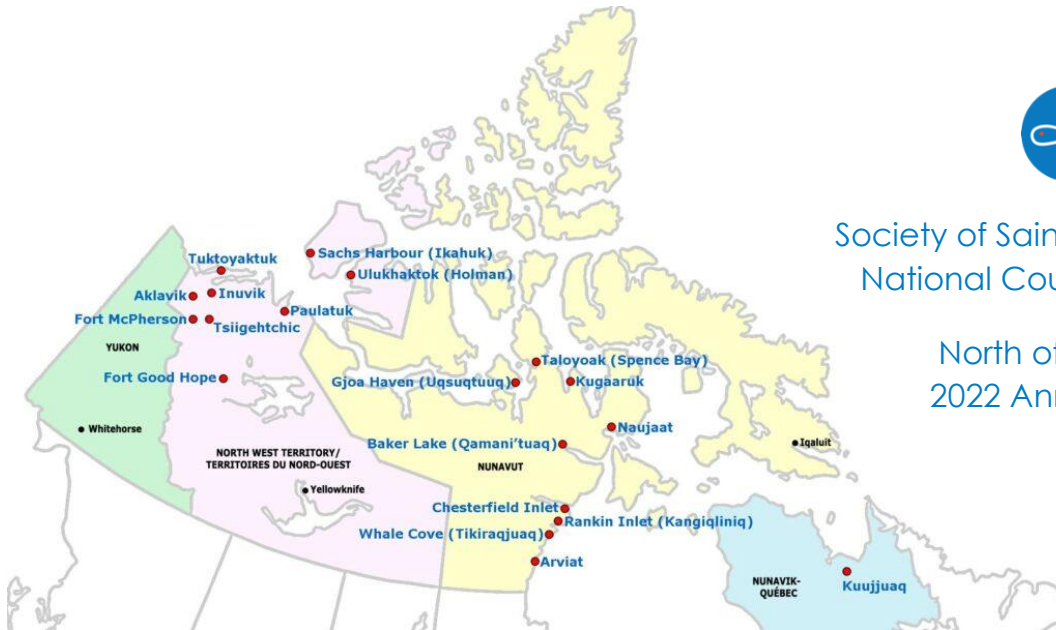 Society of Sain
National Cou
North of
2022 Ann
Tuktoyaktuk
Sachs Harbour (Ikahuk)
Ulukhaktok (Holman)
Aklavik
Inuvik
Paulatuk
Fort McPherson
Tsiigehtchic
YUKON
Fort Good Hope
Taloyoak (Spence Bay)
Gjoa Haven (Uqsuqtuuq)
Kugaaruk
Whitehorse
Naujaat
Baker Lake (Qamani'tuaq)
Iqaluit
NORTH WEST TERRITORY/
TERRITOIRES DU NORD-OUEST
NUNAVUT
Yellowknife
Chesterfield Inlet
Rankin Inlet (Kangiqliniq)
Whale Cove (Tikiraqjuaq)
Arviat
NUNAVIK-
QUÉBEC
Kuujjuaq